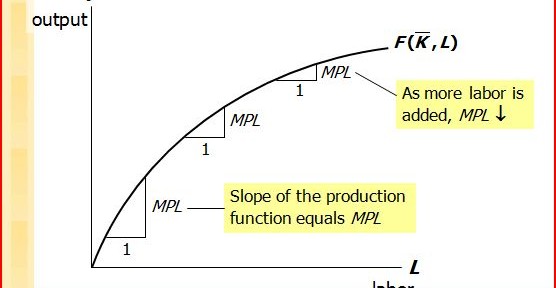 output
F(K̅, L)
MPL
1
As more labor is
added, MPL ↓
MPL
1
Slope of the production
function equals MPL
MPL
1
L
labor